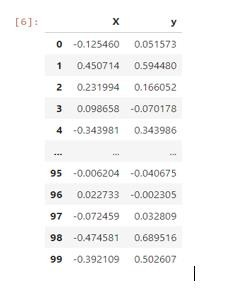 [6]: X y
0 -0.125460 0.051573
1 0.450714 0.594480
2 0.231994 0.166052
3 0.098658 -0.070178
4 -0.343981 0.343986
... ... ...
95 -0.006204 -0.040675
96 0.022733 -0.002305
97 -0.072459 0.032809
98 -0.474581 0.689516
99 -0.392109 0.502607